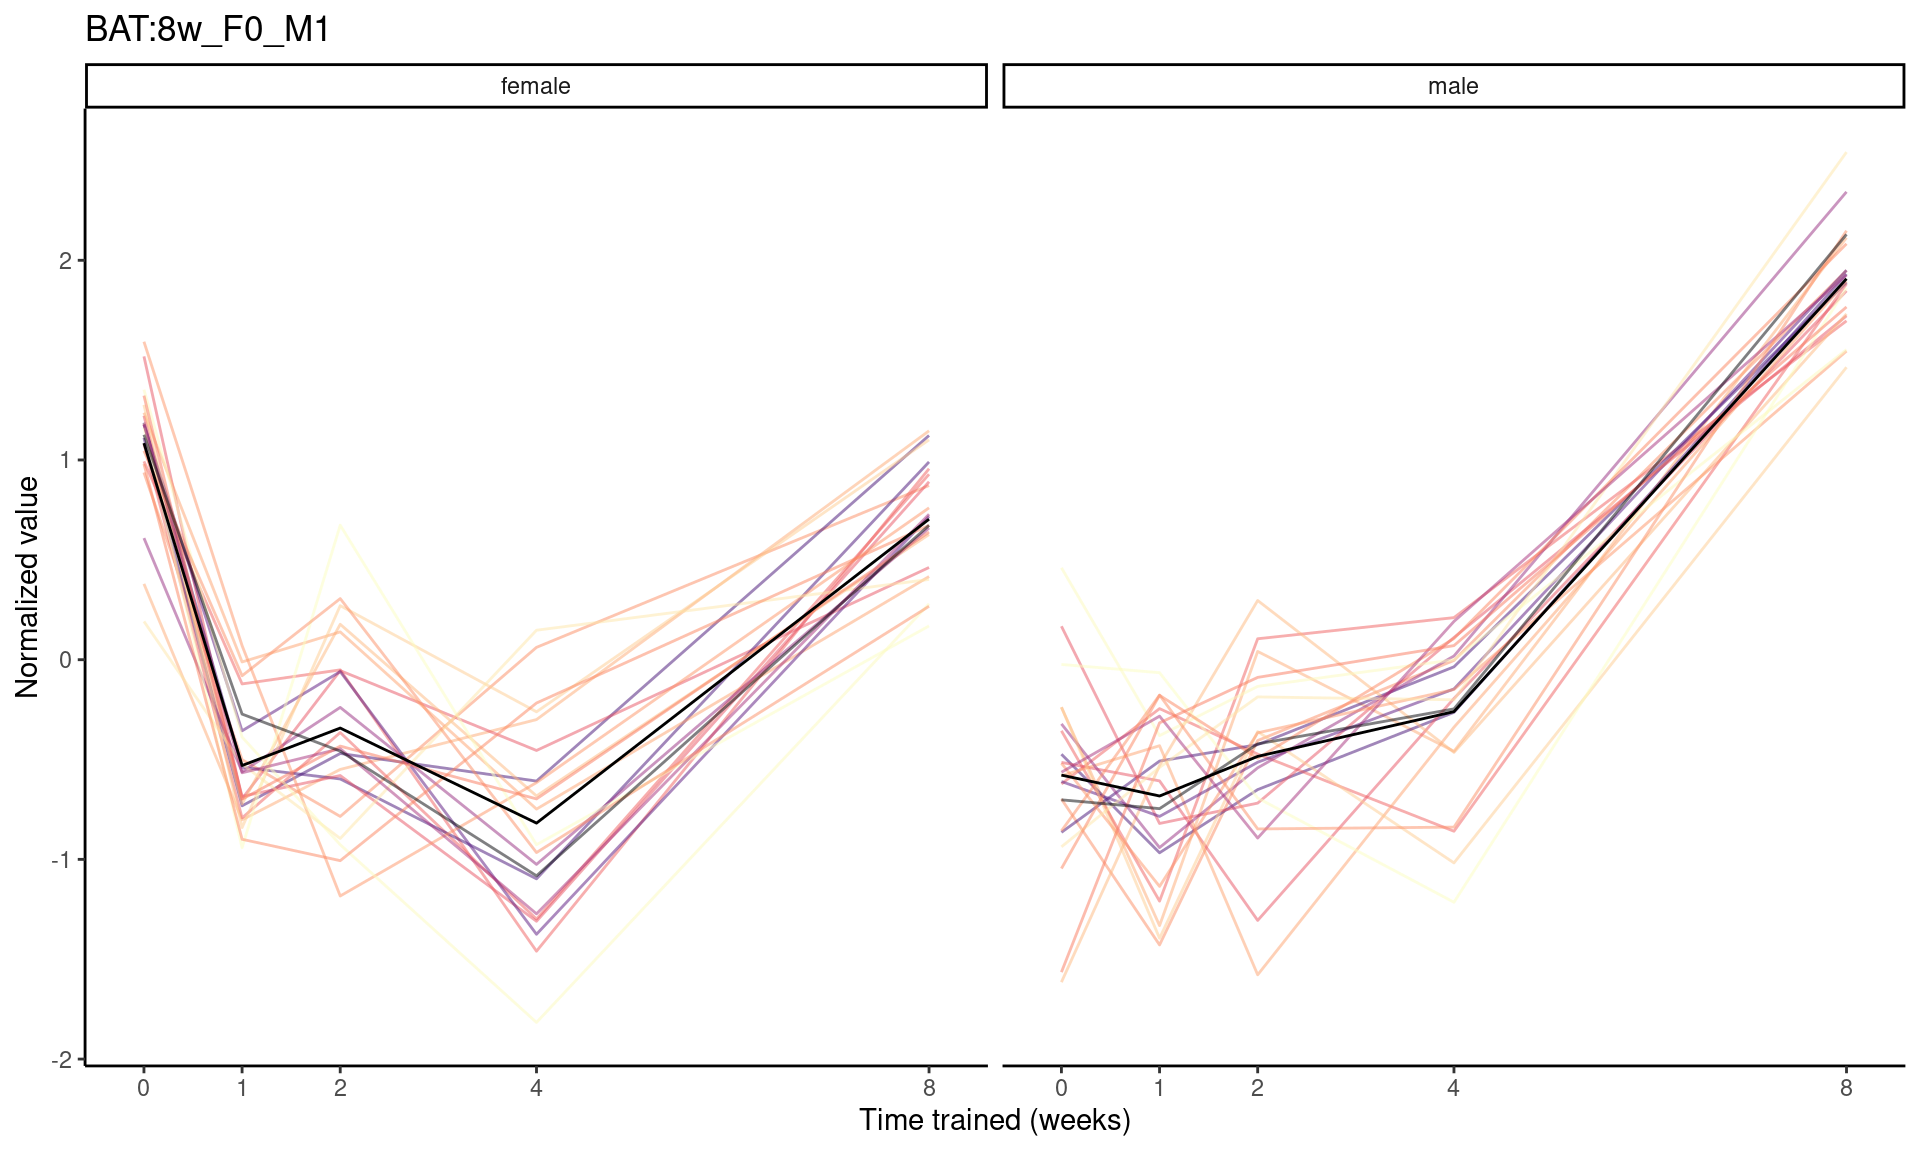 BAT:8w_F0_M1
female
male
Normalized value
2
1
0
-1
-2
0 1 2 4 8
0 1 2 4 8
Time trained (weeks)